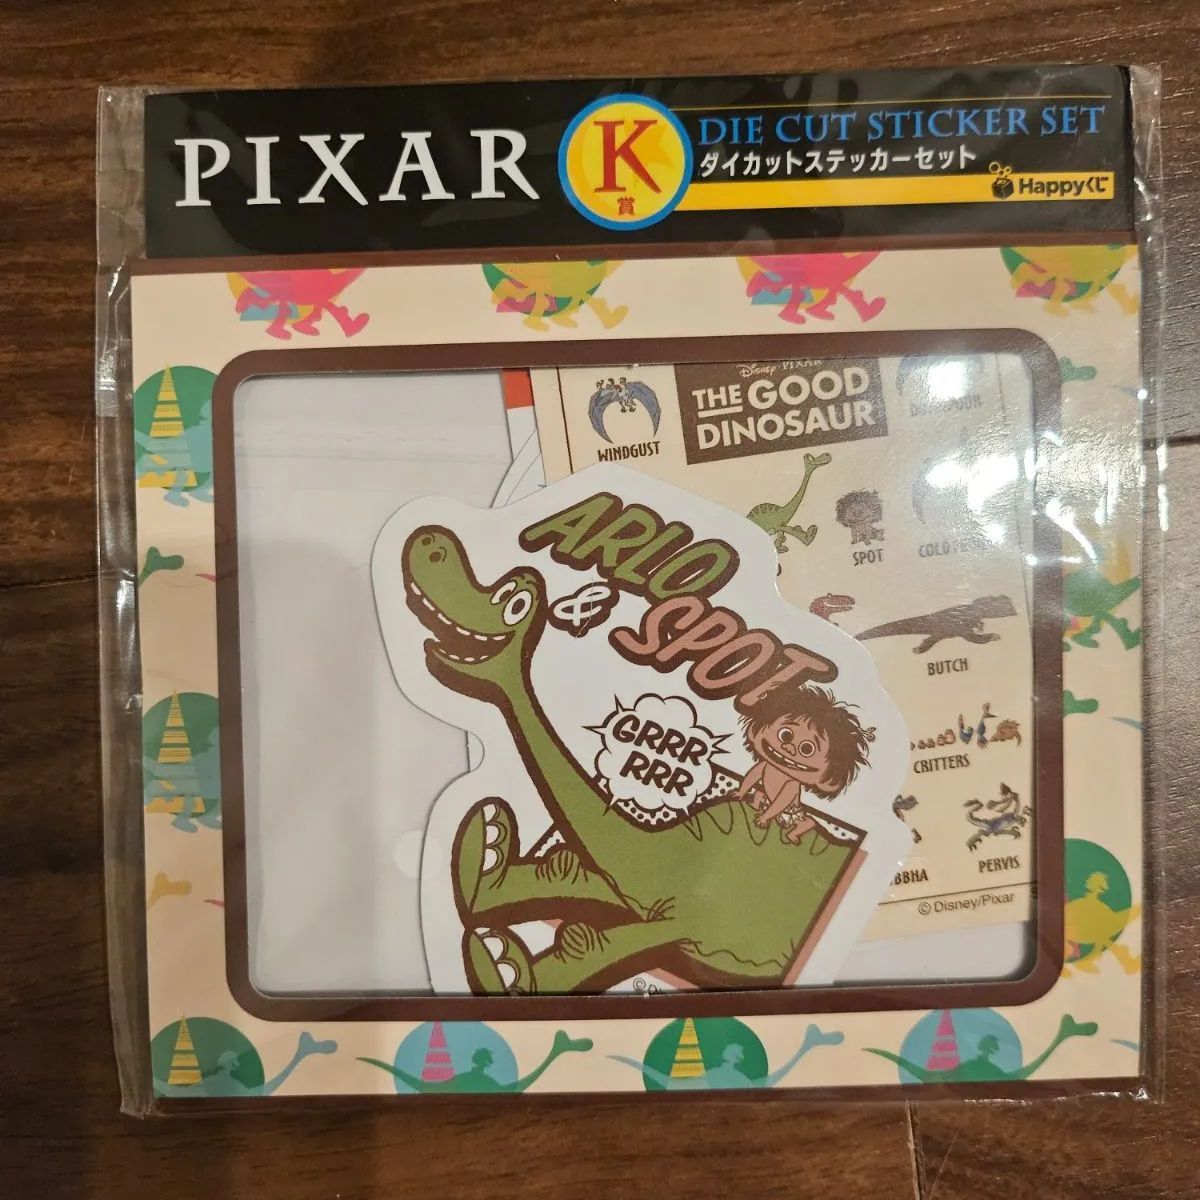 PIXAR
K
賞
DIE CUT STICKER SET
ダイカットステッカーセット
Happyくじ
Disney PIXAR
THE GOOD
DINOSAUR
WINDGUST
SPOT
BUTCH
CRITTERS
PERVIS
©Disney/Pixar
ARLO
&
SPOT
GRRR
RRR